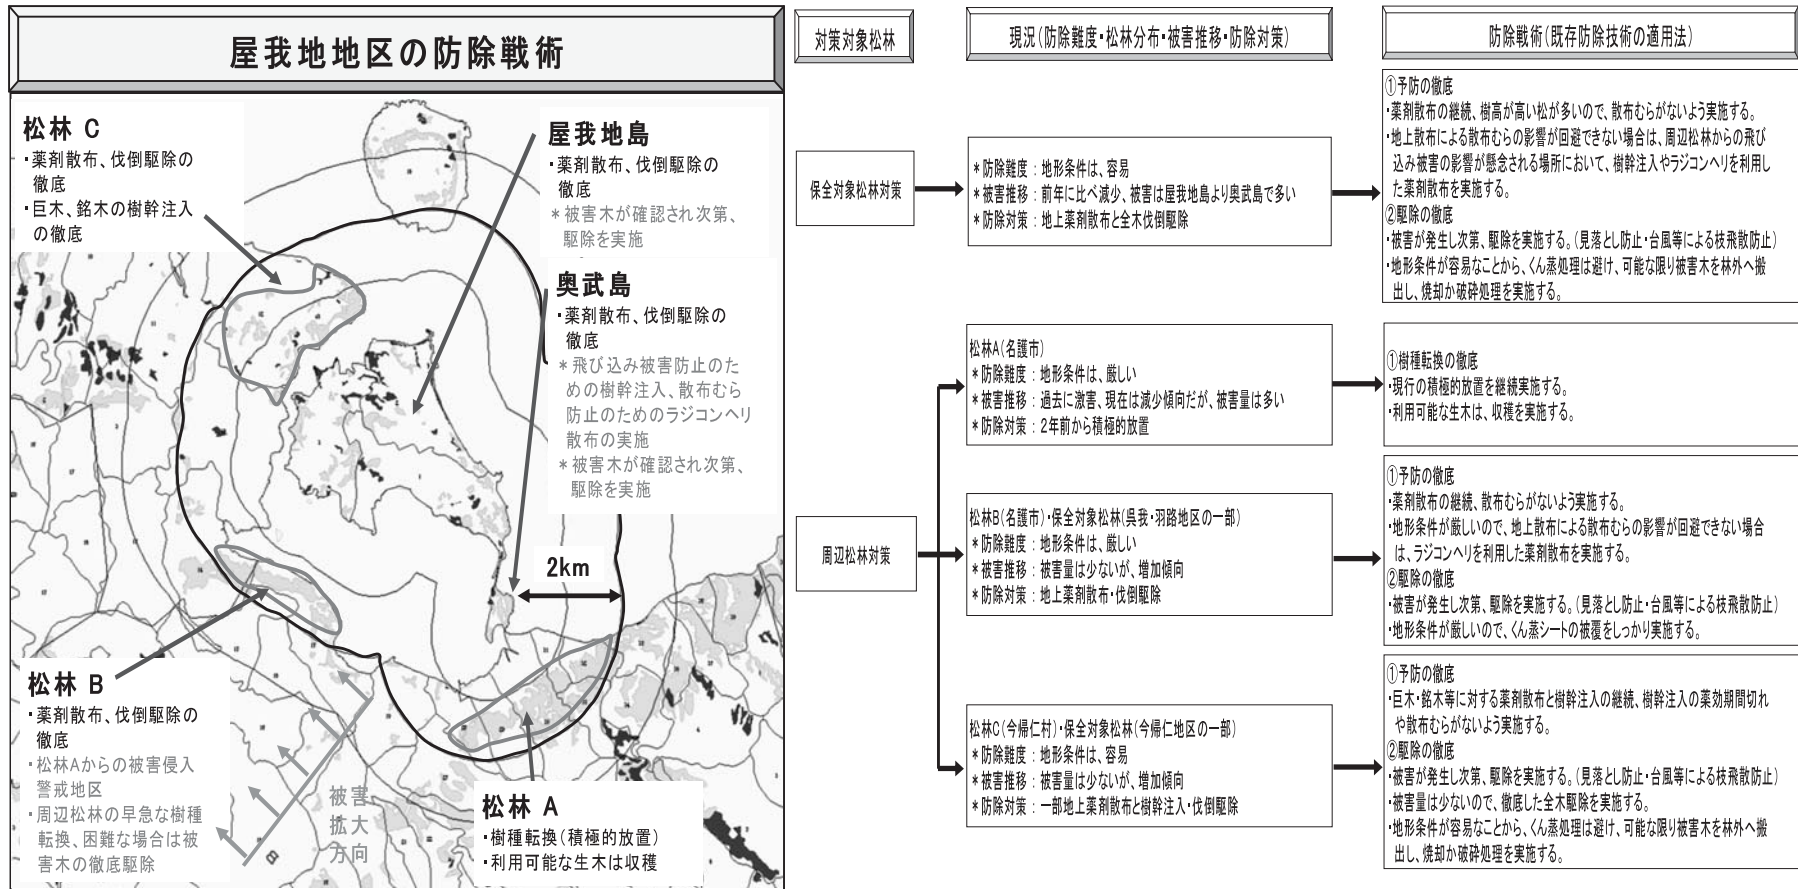 屋我地地区の防除戦術
松林 C
・薬剤散布、伐倒駆除の
徹底
・巨木、銘木の樹幹注入
の徹底
屋我地島
・薬剤散布、伐倒駆除の
徹底
＊被害木が確認され次第、
駆除を実施
奥武島
・薬剤散布、伐倒駆除の
徹底
＊飛び込み被害防止のた
めの樹幹注入、散布むら
防止のためのラジコンヘリ
散布の実施
＊被害木が確認され次第、
駆除を実施
2km
松林 B
・薬剤散布、伐倒駆除の
徹底
・松林Aからの被害侵入
警戒地区
・周辺松林の早急な樹種
転換、困難な場合は被
害木の徹底駆除
被害
拡大
方向
松林 A
・樹種転換(積極的放置)
・利用可能な生木は収穫
対策対象松林
現況(防除難度・松林分布・被害推移・防除対策)
防除戦術(既存防除技術の適用法)
保全対象松林対策
＊防除難度：地形条件は、容易
＊被害推移：前年に比べ減少、被害は屋我地島より奥武島で多い
＊防除対策：地上薬剤散布と全木伐倒駆除
①予防の徹底
・薬剤散布の継続、樹高が高い松が多いので、散布むらがないよう実施する。
・地上散布による散布むらの影響が回避できない場合は、周辺松林からの飛び
込み被害の影響が懸念される場所において、樹幹注入やラジコンヘリを利用し
た薬剤散布を実施する。
②駆除の徹底
・被害が発生し次第、駆除を実施する。(見落とし防止・台風等による枝飛散防止)
・地形条件が容易なことから、くん蒸処理は避け、可能な限り被害木を林外へ搬
出し、焼却か破砕処理を実施する。
周辺松林対策
松林A(名護市)
＊防除難度：地形条件は、厳しい
＊被害推移：過去に激害、現在は減少傾向だが、被害量は多い
＊防除対策：2年前から積極的放置
①樹種転換の徹底
・現行の積極的放置を継続実施する。
・利用可能な生木は、収穫を実施する。
松林B(名護市)・保全対象松林(呉我・羽路地区の一部)
＊防除難度：地形条件は、厳しい
＊被害推移：被害量は少ないが、増加傾向
＊防除対策：地上薬剤散布・伐倒駆除
①予防の徹底
・薬剤散布の継続、散布むらがないよう実施する。
・地形条件が厳しいので、地上散布による散布むらの影響が回避できない場合
は、ラジコンヘリを利用した薬剤散布を実施する。
②駆除の徹底
・被害が発生し次第、駆除を実施する。(見落とし防止・台風等による枝飛散防止)
・地形条件が厳しいので、くん蒸シートの被覆をしっかり実施する。
松林C(今帰仁村)・保全対象松林(今帰仁地区の一部)
＊防除難度：地形条件は、容易
＊被害推移：被害量は少ないが、増加傾向
＊防除対策：一部地上薬剤散布と樹幹注入・伐倒駆除
①予防の徹底
・巨木・銘木等に対する薬剤散布と樹幹注入の継続、樹幹注入の薬効期間切れ
や散布むらがないよう実施する。
②駆除の徹底
・被害が発生し次第、駆除を実施する。(見落とし防止・台風等による枝飛散防止)
・被害量は少ないので、徹底した全木駆除を実施する。
・地形条件が容易なことから、くん蒸処理は避け、可能な限り被害木を林外へ搬
出し、焼却か破砕処理を実施する。